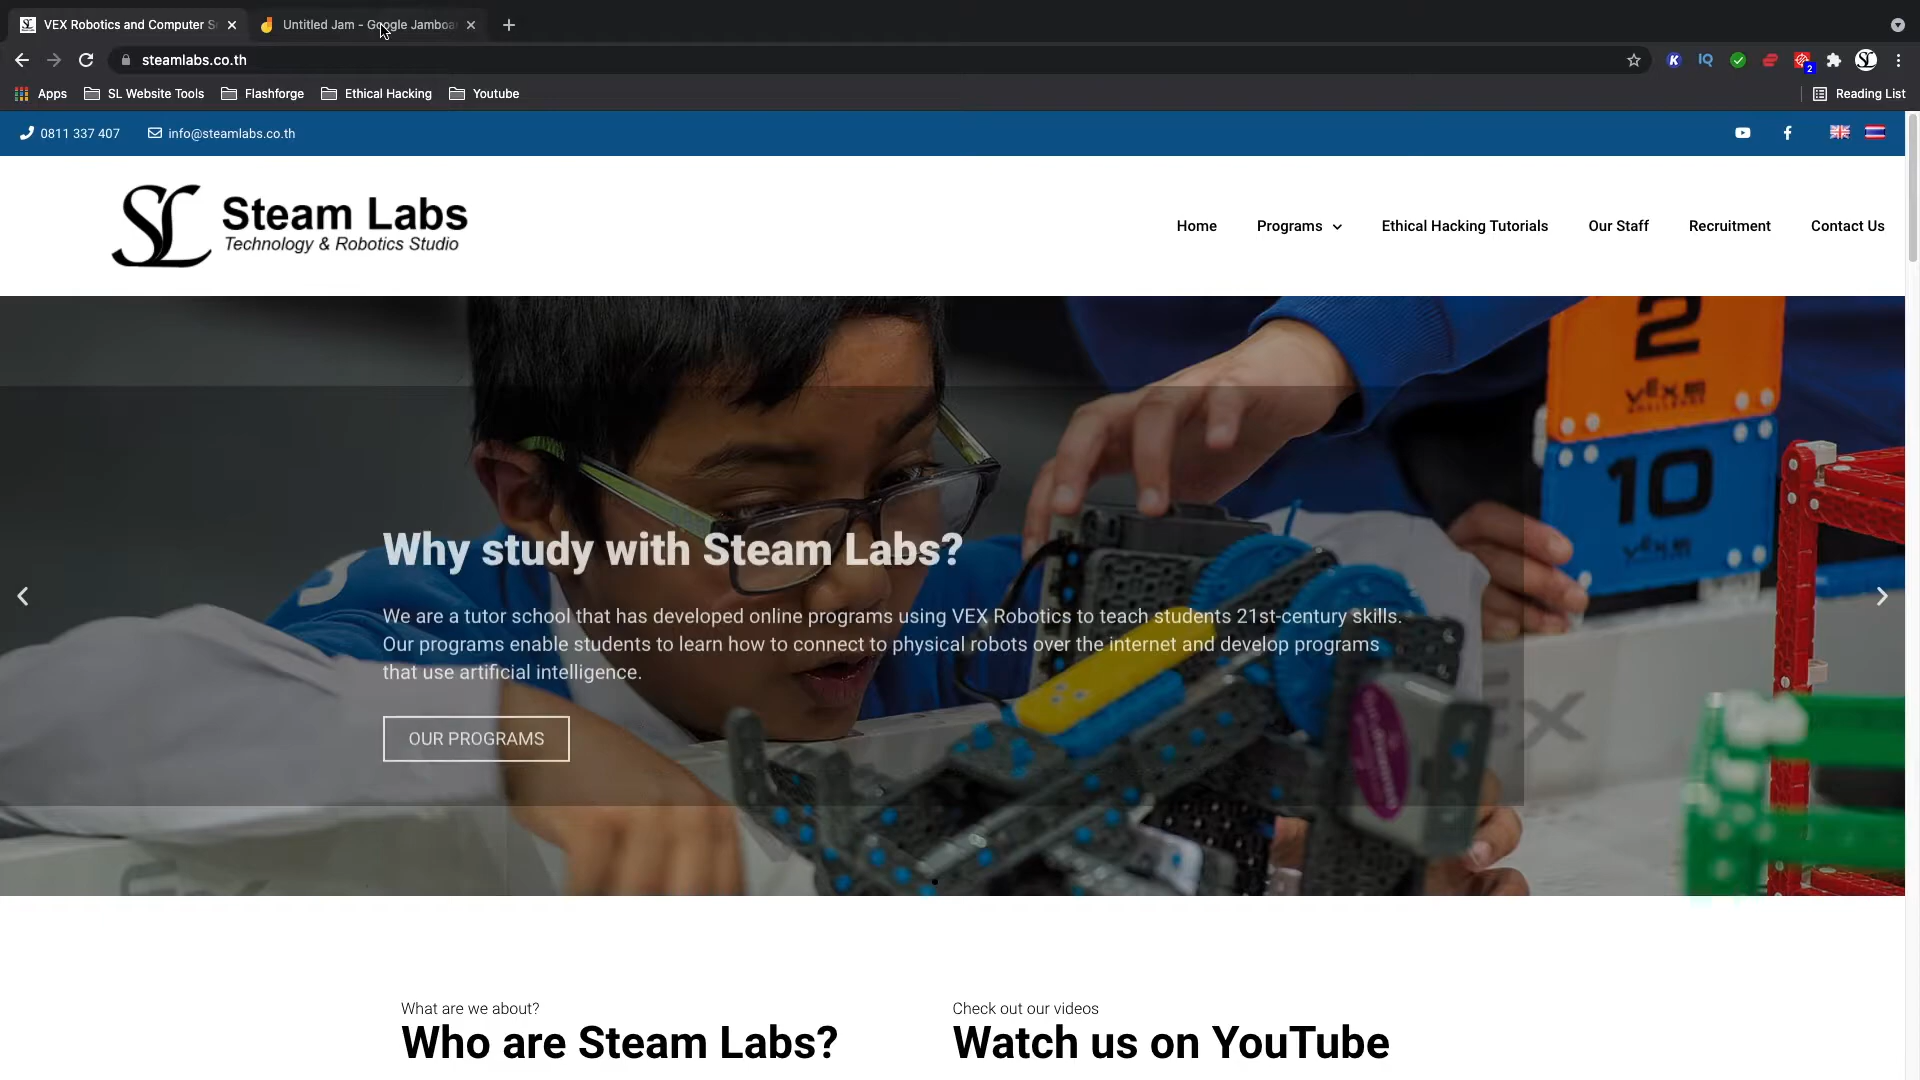 VEX Robotics and Computer S
Untitled Jam - Google Jamboa
steamlabs.co.th
IQ
2
Apps
SL Website Tools
Flashforge
Ethical Hacking
Youtube
Reading List
0811 337 407
info@steamlabs.co.th
SL
Steam Labs
Technology & Robotics Studio
Home
Programs
Ethical Hacking Tutorials
Our Staff
Recruitment
Contact Us
2
10
Why study with Steam Labs?
We are a tutor school that has developed online programs using VEX Robotics to teach students 21st-century skills.
Our programs enable students to learn how to connect to physical robots over the internet and develop programs
that use artificial intelligence.
OUR PROGRAMS
What are we about?
Who are Steam Labs?
Check out our videos
Watch us on YouTube